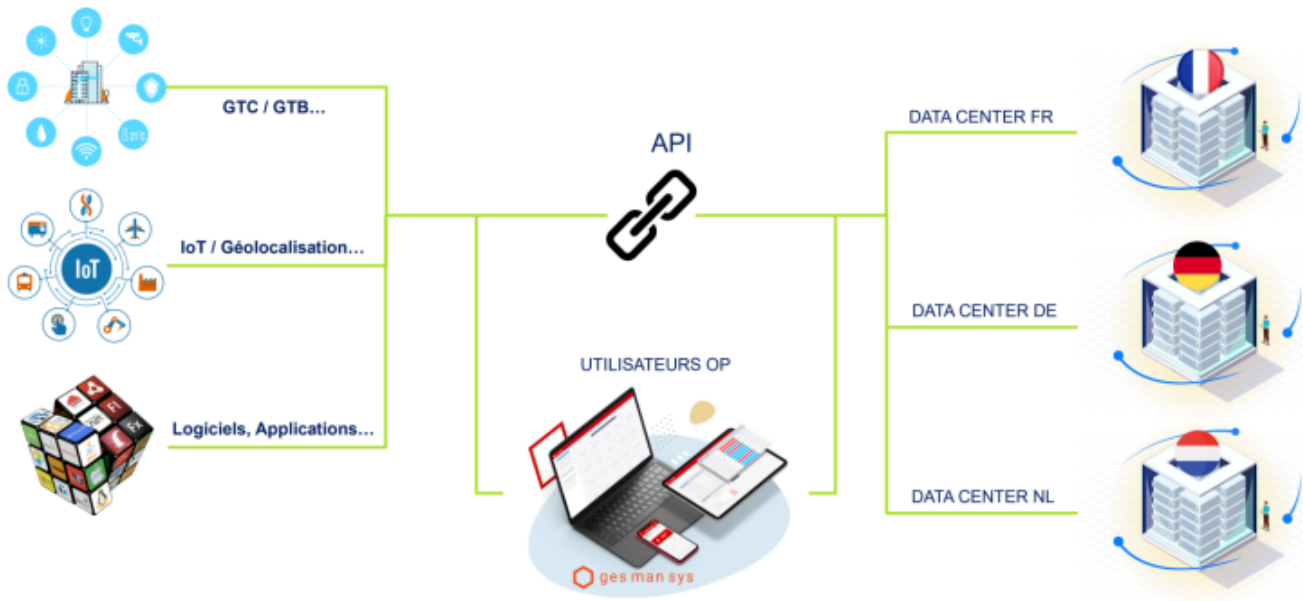 GTC / GTB...
21°C
IoT
IoT / Géolocalisation...
Logiciels, Applications...
API
UTILISATEURS OP
ges man sys
DATA CENTER FR
DATA CENTER DE
DATA CENTER NL